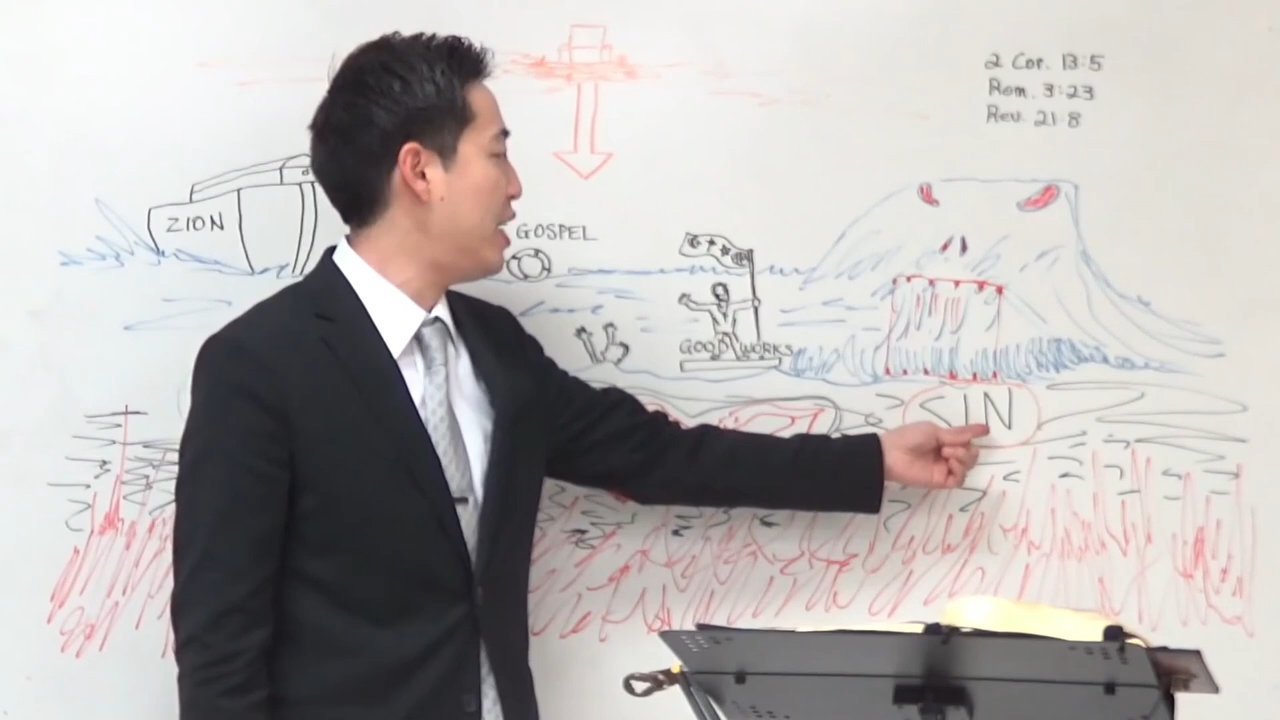 2 Cor. 13:5
Rom. 3:23
Rev. 21:8
ZION
GOSPEL
GOOD WORKS
SIN